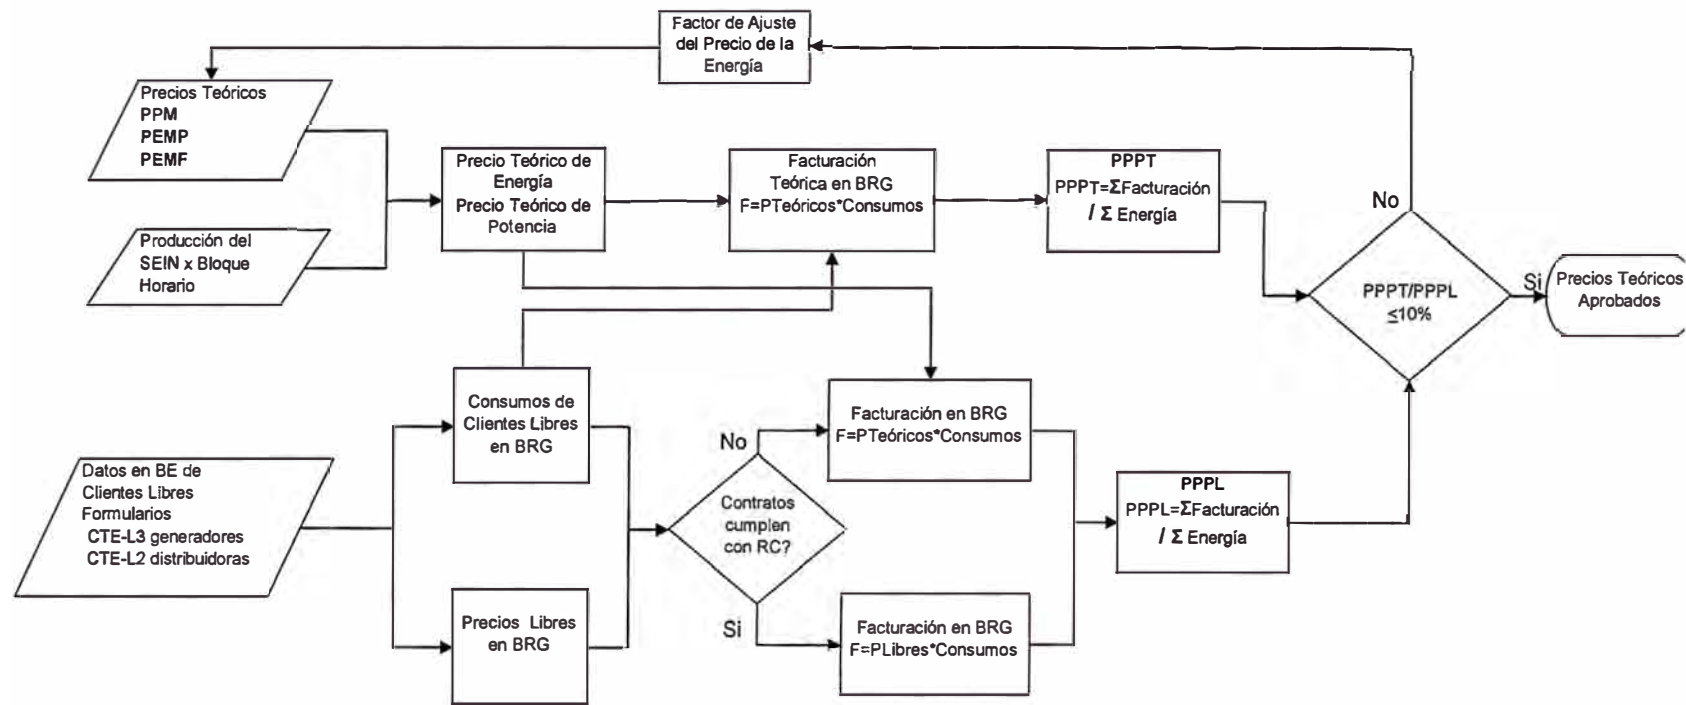 Factor de Ajuste
del Precio de la
Energía
Precios Teóricos
PPM
PEMP
PEMF
Producción del
SEIN x Bloque
Horario
Precio Teórico de
Energía
Precio Teórico de
Potencia
Facturación
Teórica en BRG
F=PTeóricos*Consumos
PPPT
PPPT=ΣFacturación
/ Σ Energía
No
PPPT/PPPL
≤10%
Si
Precios Teóricos
Aprobados
Datos en BE de
Clientes Libres
Formularios
CTE-L3 generadores
CTE-L2 distribuidoras
Consumos de
Clientes Libres
en BRG
Precios Libres
en BRG
Contratos
cumplen
con RC?
No
Si
Facturación en BRG
F=PTeóricos*Consumos
Facturación en BRG
F=PLibres*Consumos
PPPL
PPPL=ΣFacturación
/ Σ Energía